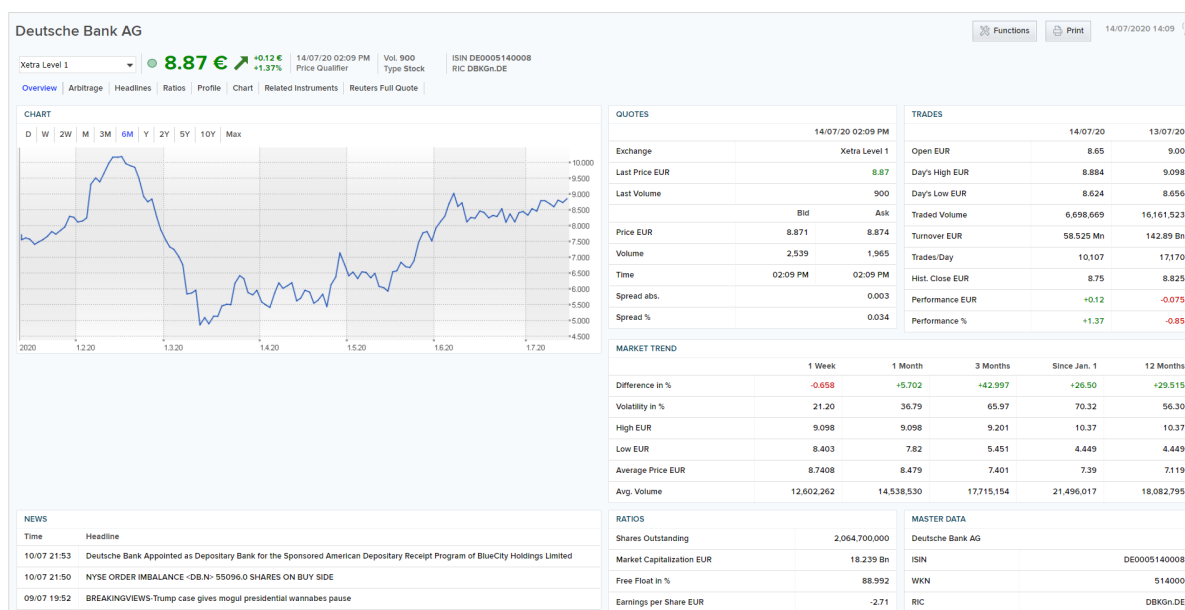 Deutsche Bank AG
Functions
Print
14/07/2020 14:09
Xetra Level 1
8.87 €
+0.12 €
+1.37%
14/07/20 02:09 PM
Price Qualifier
Vol. 900
Type Stock
ISIN DE0005140008
RIC DBKGn.DE
Overview Arbitrage Headlines Ratios Profile Chart Related Instruments Reuters Full Quote
CHART
D W 2W M 3M 6M Y 2Y 5Y 10Y Max
10.000
9.500
9.000
8.500
8.000
7.500
7.000
6.500
6.000
5.500
5.000
4.500
2020 1.2.20 1.3.20 1.4.20 1.5.20 1.6.20 1.7.20
QUOTES
14/07/20 02:09 PM
Exchange Xetra Level 1
Last Price EUR 8.87
Last Volume 900
Bid Ask
Price EUR 8.871 8.874
Volume 2,539 1,965
Time 02:09 PM 02:09 PM
Spread abs. 0.003
Spread % 0.034
TRADES
14/07/20 13/07/20
Open EUR 8.65 9.00
Day's High EUR 8.884 9.098
Day's Low EUR 8.624 8.656
Traded Volume 6,698,669 16,161,523
Turnover EUR 58.525 Mn 142.89 Bn
Trades/Day 10,107 17,170
Hist. Close EUR 8.75 8.825
Performance EUR +0.12 -0.075
Performance % +1.37 -0.85
MARKET TREND
1 Week 1 Month 3 Months Since Jan. 1 12 Months
Difference in % -0.658 +5.702 +42.997 +26.50 +29.515
Volatility in % 21.20 36.79 65.97 70.32 56.30
High EUR 9.098 9.098 9.201 10.37 10.37
Low EUR 8.403 7.82 5.451 4.449 4.449
Average Price EUR 8.7408 8.479 7.401 7.39 7.119
Avg. Volume 12,602,262 14,538,530 17,715,154 21,496,017 18,082,795
NEWS
Time Headline
10/07 21:53 Deutsche Bank Appointed as Depositary Bank for the Sponsored American Depositary Receipt Program of BlueCity Holdings Limited
10/07 21:50 NYSE ORDER IMBALANCE <DB.N> 55096.0 SHARES ON BUY SIDE
09/07 19:52 BREAKINGVIEWS-Trump case gives mogul presidential wannabes pause
RATIOS
Shares Outstanding 2,064,700,000
Market Capitalization EUR 18.239 Bn
Free Float in % 88.992
Earnings per Share EUR -2.71
MASTER DATA
Deutsche Bank AG
ISIN DE0005140008
WKN 514000
RIC DBKGn.DE